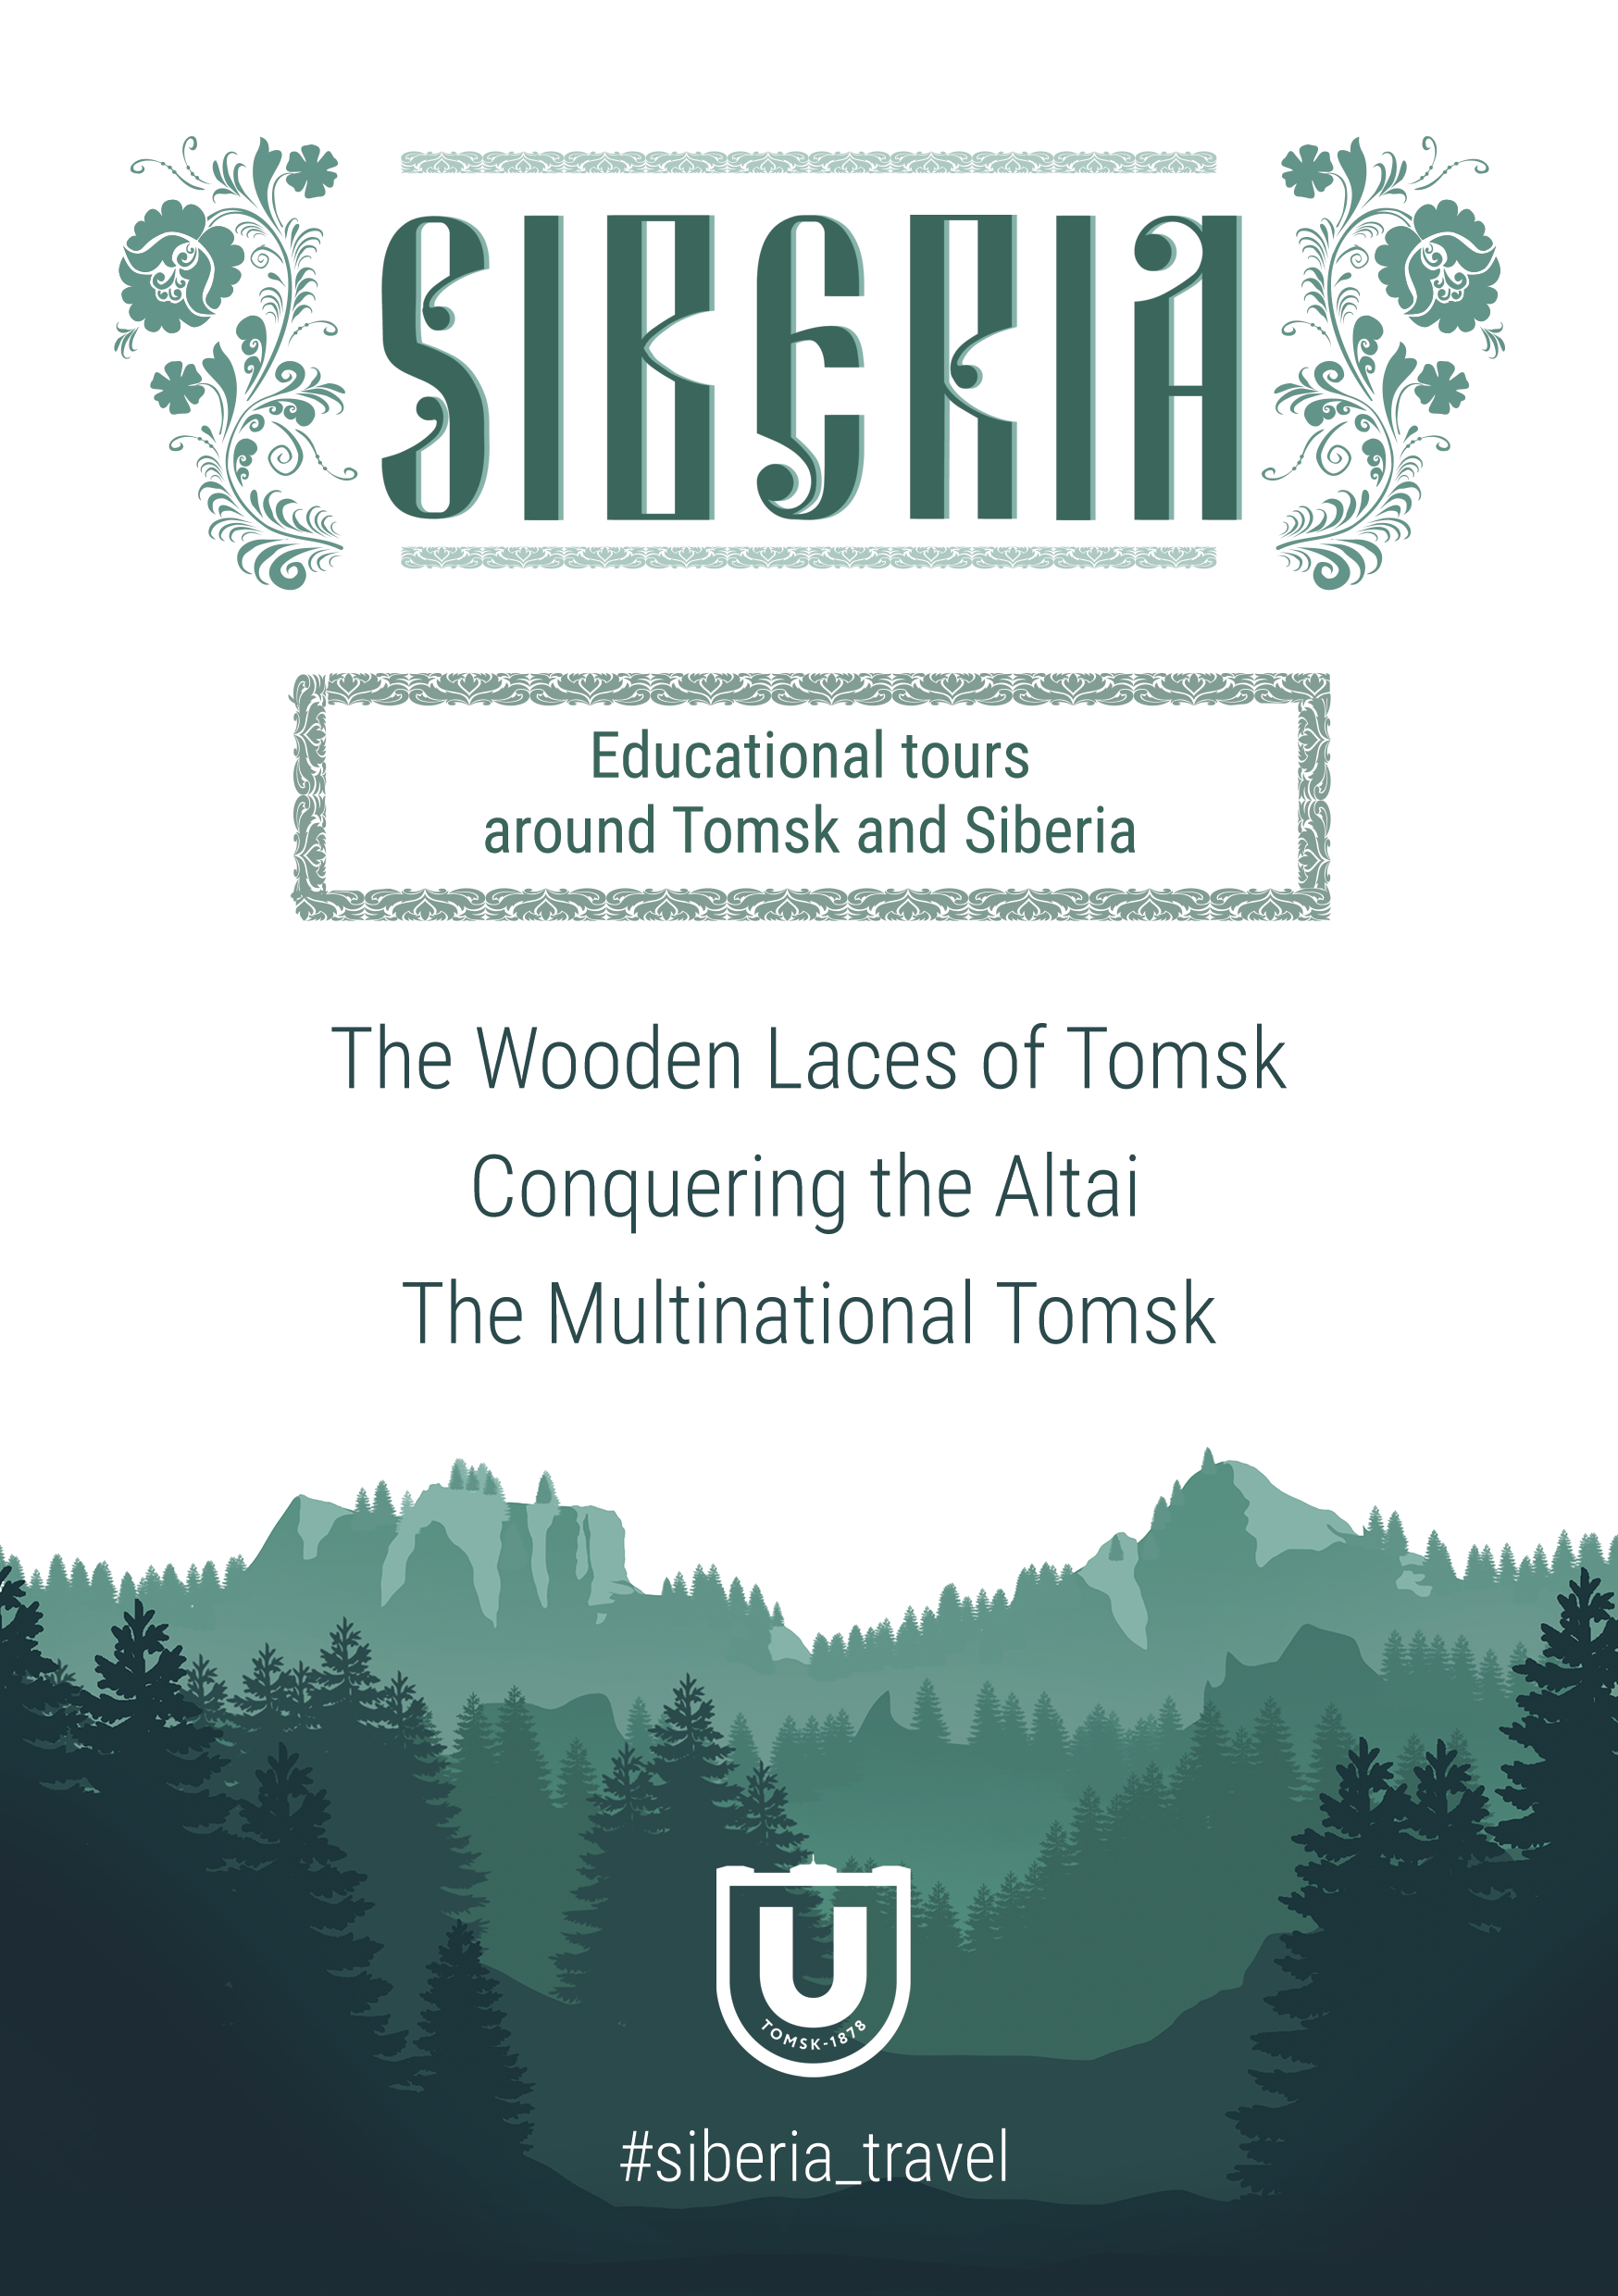 SIBERIA
Educational tours
around Tomsk and Siberia
The Wooden Laces of Tomsk
Conquering the Altai
The Multinational Tomsk
U
TOMSK-1878
#siberia_travel